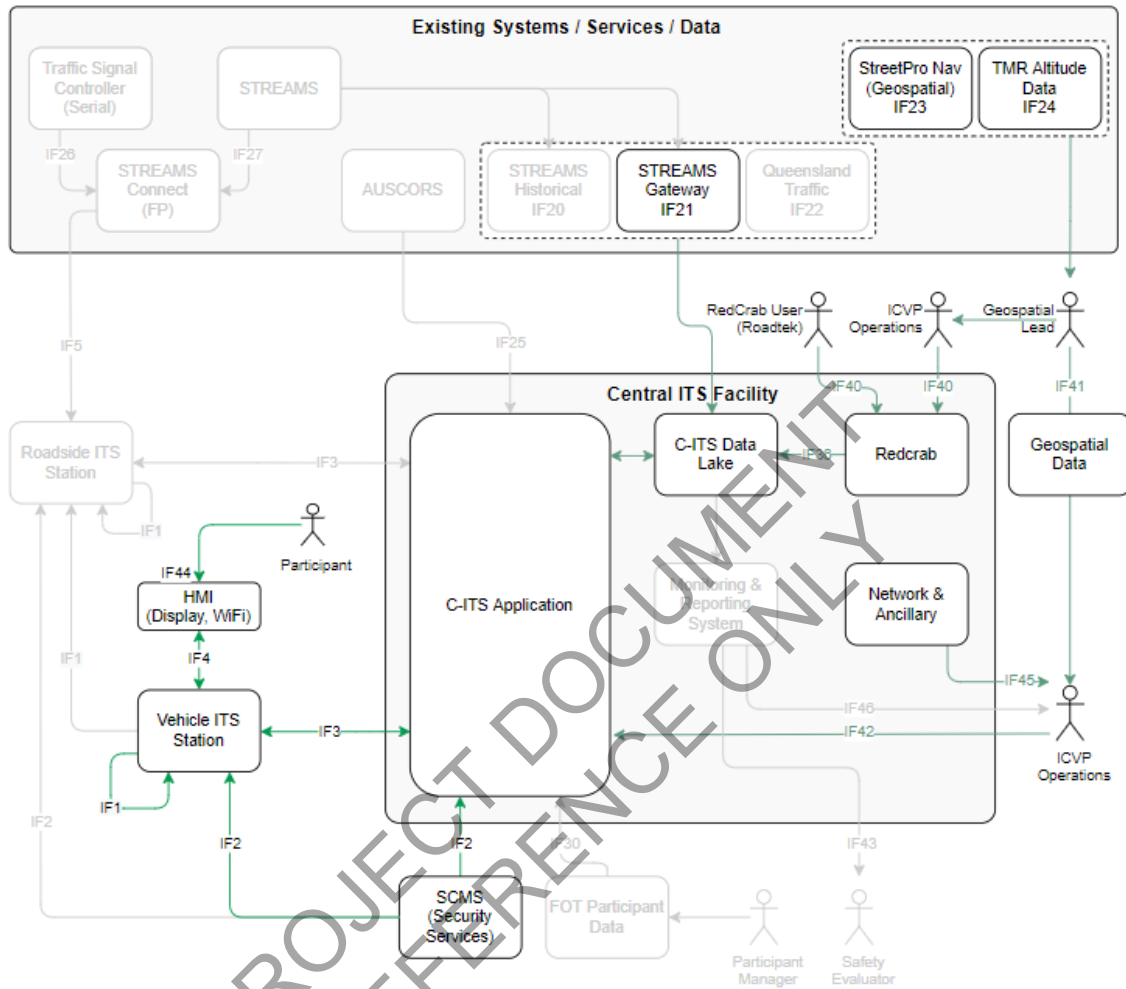 Existing Systems / Services / Data
Traffic Signal
Controller
(Serial)
STREAMS
StreetPro Nav
(Geospatial)
IF23
TMR Altitude
Data
IF24
IF26
IF27
STREAMS
Connect
(FP)
AUSCORS
STREAMS
Historical
IF20
STREAMS
Gateway
IF21
Queensland
Traffic
IF22
RedCrab User
(Roadtek)
ICVP
Operations
Geospatial
Lead
IF5
IF25
IF40
IF40
IF41
Central ITS Facility
Roadside ITS
Station
IF3
C-ITS Data
Lake
IF38
Redcrab
Geospatial
Data
IF1
Participant
IF44
HMI
(Display, WiFi)
C-ITS Application
Monitoring &
Reporting
System
Network &
Ancillary
IF1
IF4
IF45
Vehicle ITS
Station
IF3
IF46
IF42
ICVP
Operations
IF1
IF2
IF2
IF2
IF30
IF43
SCMS
(Security
Services)
FOT Participant
Data
Participant
Manager
Safety
Evaluator
PROJECT DOCUMENT
REFERENCE ONLY